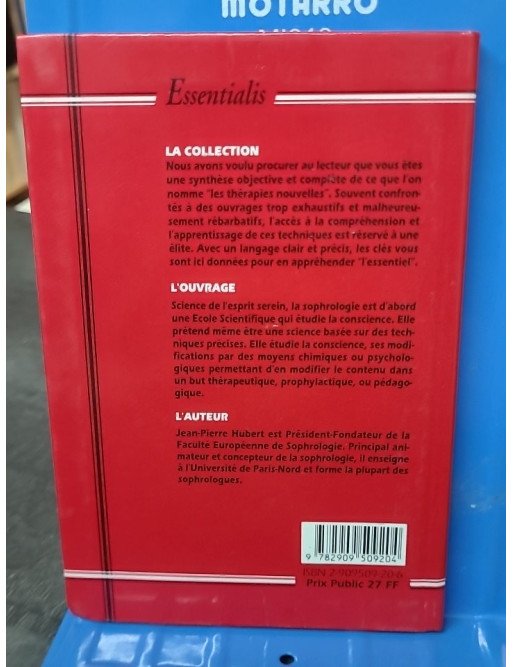 MOTARRO
Essentialis
LA COLLECTION
Nous avons voulu procurer au lecteur que vous êtes
une synthèse objective et complète de ce que l'on
nomme "les thérapies nouvelles". Souvent confron-
tés à des ouvrages trop exhaustifs et malheureu-
sement rébarbatifs, l'accès à la compréhension et
l'apprentissage de ces techniques est réservé à une
élite. Avec un langage clair et précis, les clés vous
sont ici données pour en appréhender "l'essentiel".
L'OUVRAGE
Science de l'esprit serein, la sophrologie est d'abord
une Ecole Scientifique qui étudie la conscience. Elle
prétend même être une science basée sur des tech-
niques précises. Elle étudie la conscience, ses modi-
fications par des moyens chimiques ou psycholo-
giques permettant d'en modifier le contenu dans
un but thérapeutique, prophylactique, ou pédago-
gique.
L'AUTEUR
Jean-Pierre Hubert est Président-Fondateur de la
Faculté Européenne de Sophrologie. Principal ani-
mateur et concepteur de la sophrologie, il enseigne
à l'Université de Paris-Nord et forme la plupart des
sophrologues.
9 782909 509204
ISBN 2-909509-20-6
Prix Public 27 FF